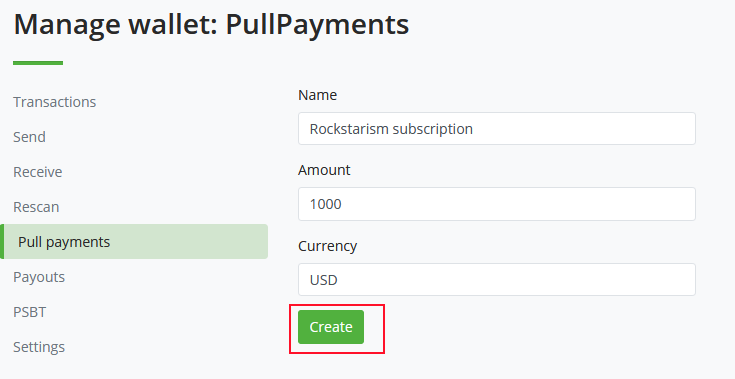 Manage wallet: PullPayments
Transactions
Send
Receive
Rescan
Pull payments
Payouts
PSBT
Settings
Name
Rockstarism subscription
Amount
1000
Currency
USD
Create